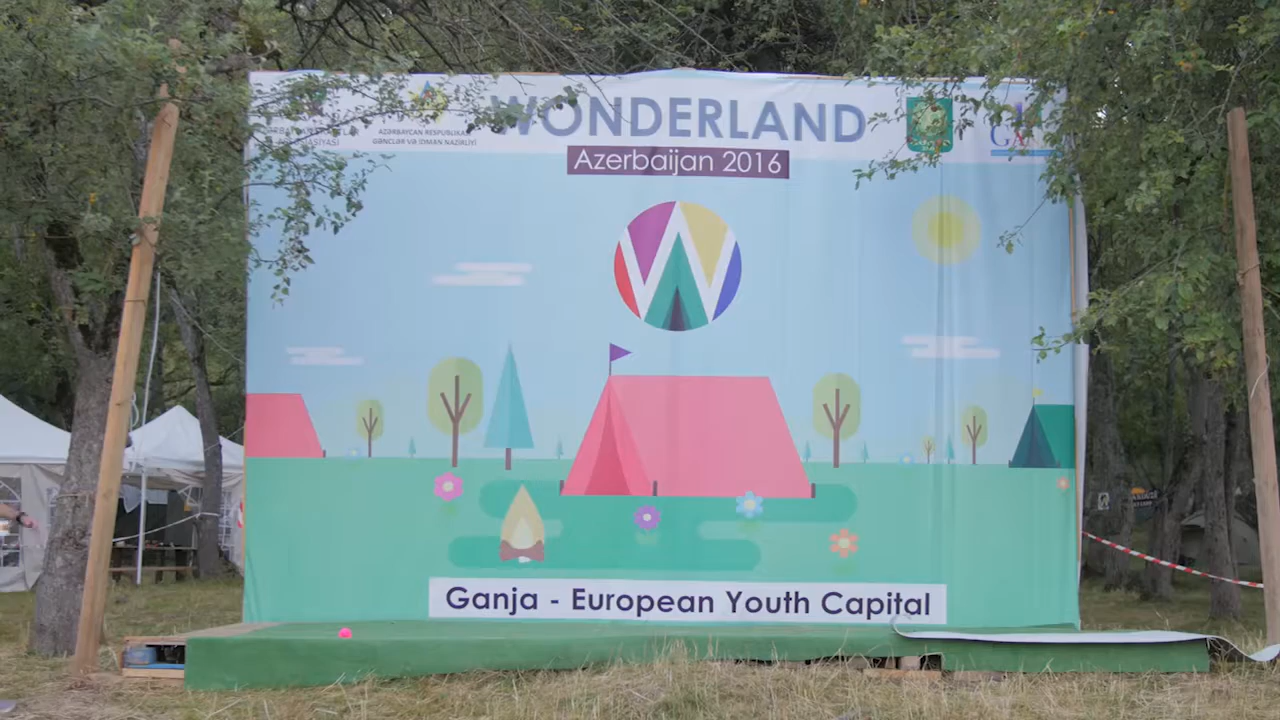 WONDERLAND
AZƏRBAYCAN RESPUBLİKASI
GƏNCLƏR VƏ İDMAN NAZİRLİYİ
Azerbaijan 2016
Ganja - European Youth Capital